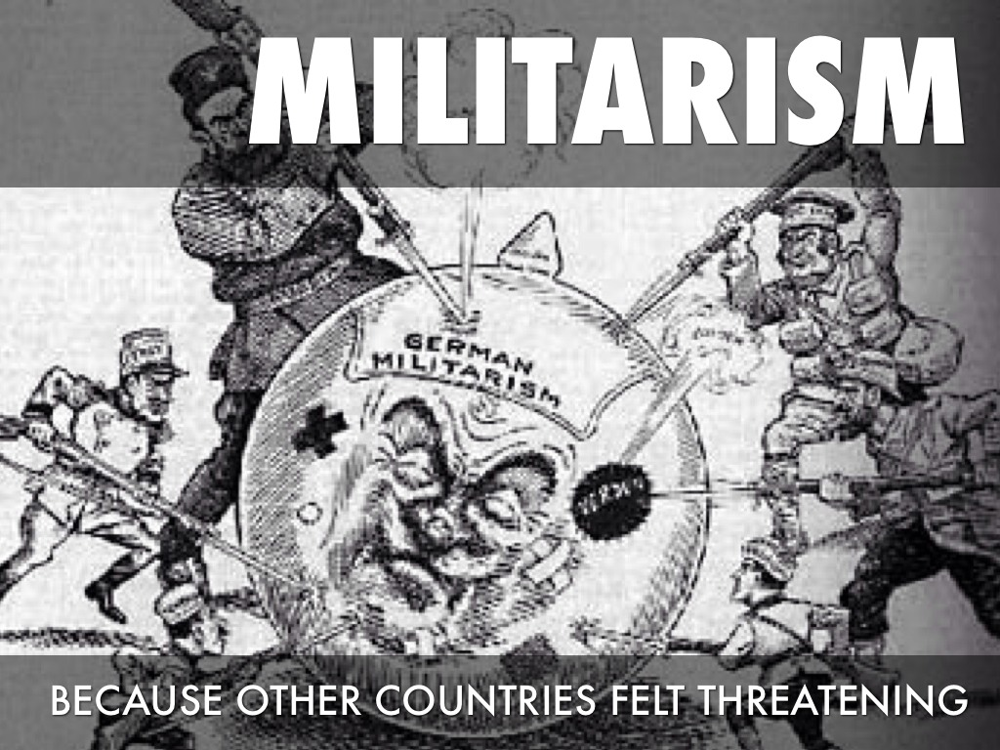 MILITARISM
GERMAN
MILITARISM
BECAUSE OTHER COUNTRIES FELT THREATENING